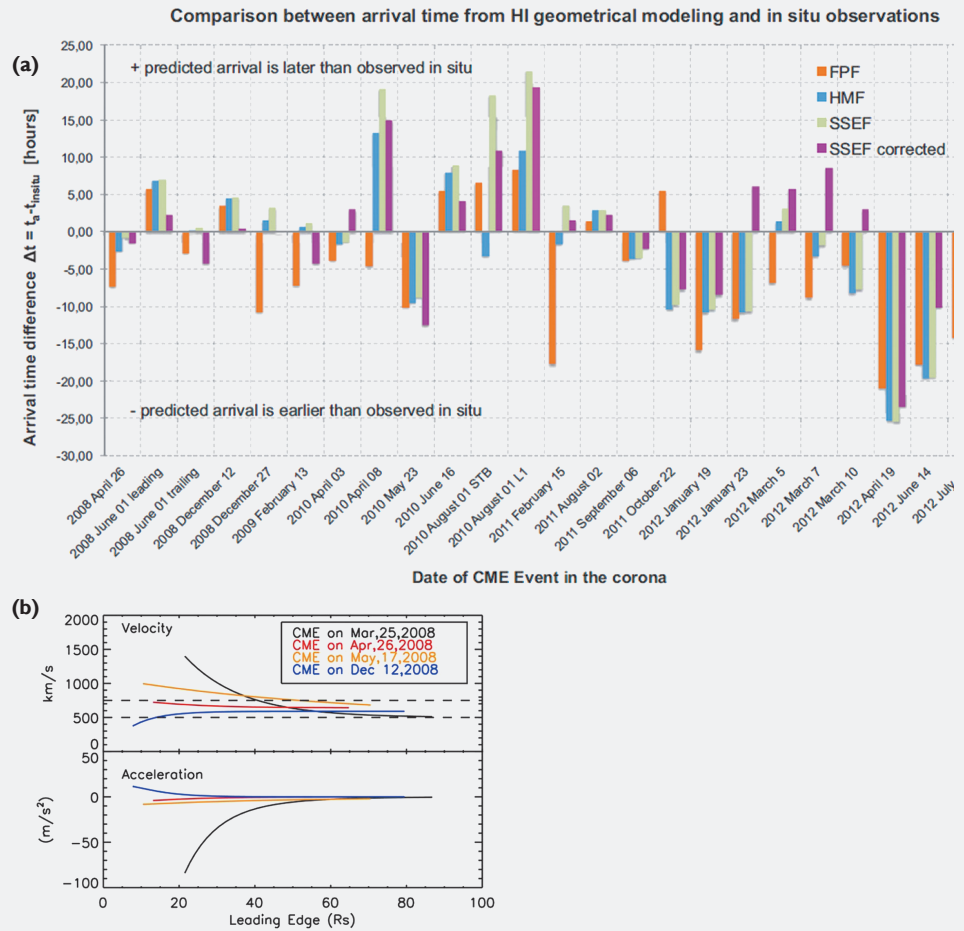 Comparison between arrival time from HI geometrical modeling and in situ observations
(a)
25,00
20,00
15,00
10,00
5,00
0,00
-5,00
-10,00
-15,00
-20,00
-25,00
-30,00
Arrival time difference Δt = ta-tinsitu [hours]
+ predicted arrival is later than observed in situ
- predicted arrival is earlier than observed in situ
FPF
HMF
SSEF
SSEF corrected
2008 April 26
2008 June 01 leading
2008 June 01 trailing
2008 December 12
2008 December 27
2009 February 13
2010 April 03
2010 April 08
2010 May 23
2010 June 16
2010 August 01 STB
2010 August 01 L1
2011 February 15
2011 August 02
2011 September 06
2011 October 22
2012 January 19
2012 January 23
2012 March 5
2012 March 7
2012 March 10
2012 April 19
2012 June 14
2012 July
Date of CME Event in the corona
(b)
2000
1500
1000
500
0
km/s
Velocity
CME on Mar,25,2008
CME on Apr,26,2008
CME on May,17,2008
CME on Dec 12,2008
50
0
-50
-100
(m/s²)
Acceleration
0 20 40 60 80 100
Leading Edge (Rs)